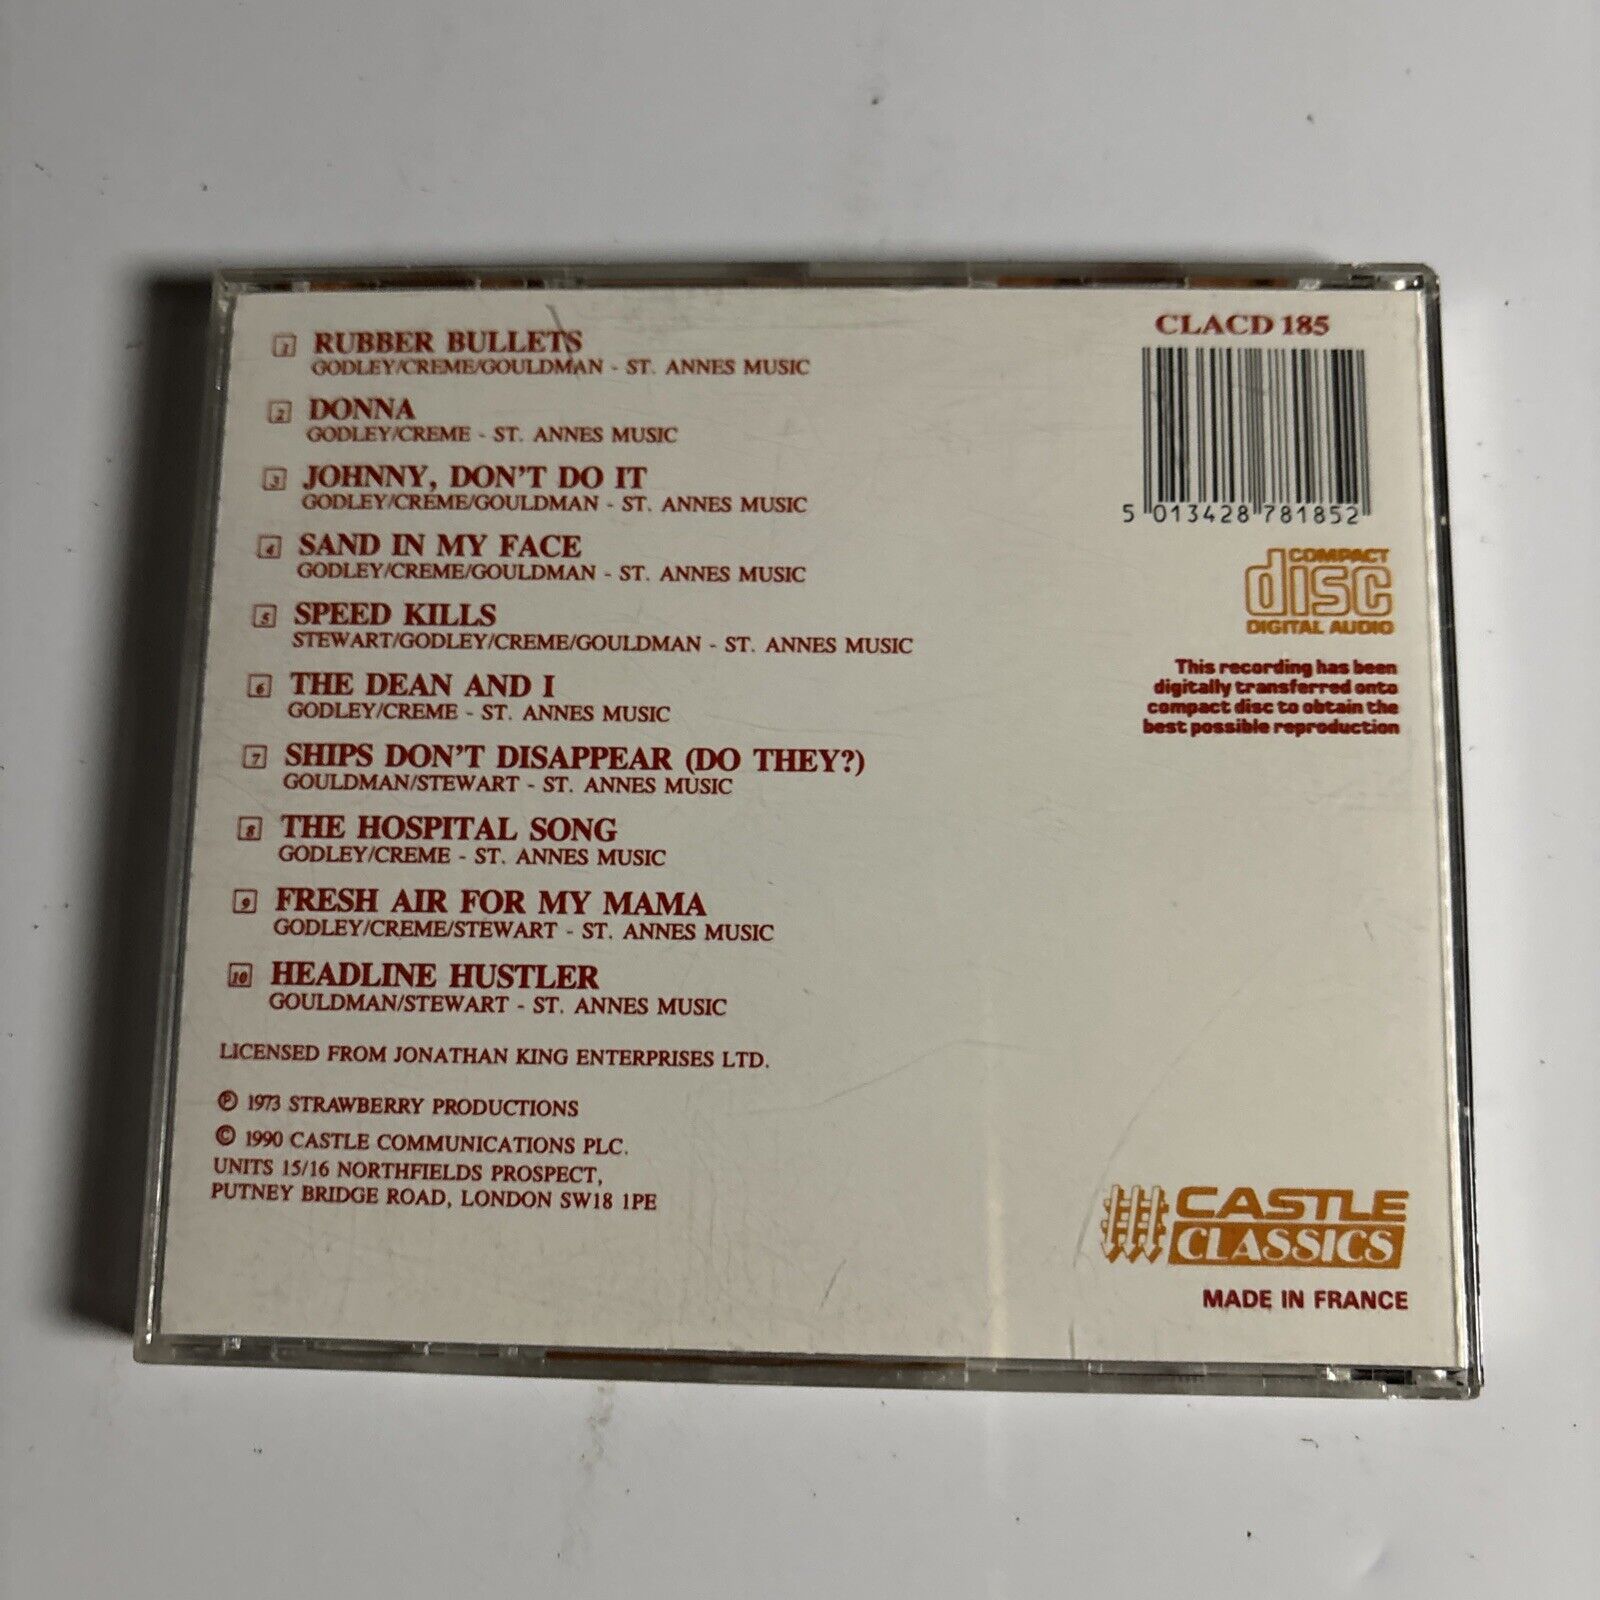 1 RUBBER BULLETS
GODLEY/CREME/GOULDMAN - ST. ANNES MUSIC
2 DONNA
GODLEY/CREME - ST. ANNES MUSIC
3 JOHNNY, DON'T DO IT
GODLEY/CREME/GOULDMAN - ST. ANNES MUSIC
4 SAND IN MY FACE
GODLEY/CREME/GOULDMAN - ST. ANNES MUSIC
5 SPEED KILLS
STEWART/GODLEY/CREME/GOULDMAN - ST. ANNES MUSIC
6 THE DEAN AND I
GODLEY/CREME - ST. ANNES MUSIC
7 SHIPS DON'T DISAPPEAR (DO THEY?)
GOULDMAN/STEWART - ST. ANNES MUSIC
8 THE HOSPITAL SONG
GODLEY/CREME - ST. ANNES MUSIC
9 FRESH AIR FOR MY MAMA
GODLEY/CREME/STEWART - ST. ANNES MUSIC
10 HEADLINE HUSTLER
GOULDMAN/STEWART - ST. ANNES MUSIC
LICENSED FROM JONATHAN KING ENTERPRISES LTD.
℗ 1973 STRAWBERRY PRODUCTIONS
© 1990 CASTLE COMMUNICATIONS PLC.
UNITS 15/16 NORTHFIELDS PROSPECT,
PUTNEY BRIDGE ROAD, LONDON SW18 1PE
CLACD 185
5 013428 781852
COMPACT
disc
DIGITAL AUDIO
This recording has been
digitally transferred onto
compact disc to obtain the
best possible reproduction
CASTLE
CLASSICS
MADE IN FRANCE